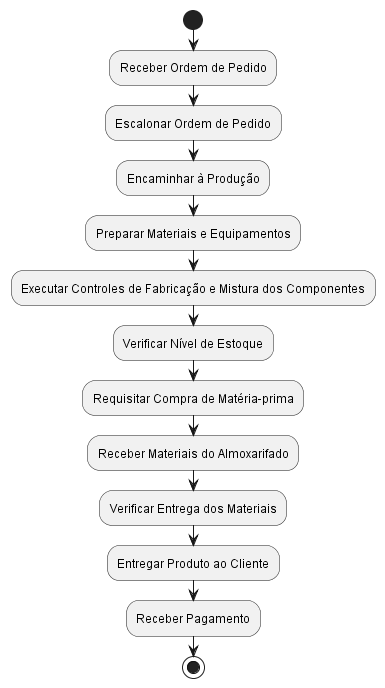 Receber Ordem de Pedido
Escalonar Ordem de Pedido
Encaminhar à Produção
Preparar Materiais e Equipamentos
Executar Controles de Fabricação e Mistura dos Componentes
Verificar Nível de Estoque
Requisitar Compra de Matéria-prima
Receber Materiais do Almoxarifado
Verificar Entrega dos Materiais
Entregar Produto ao Cliente
Receber Pagamento